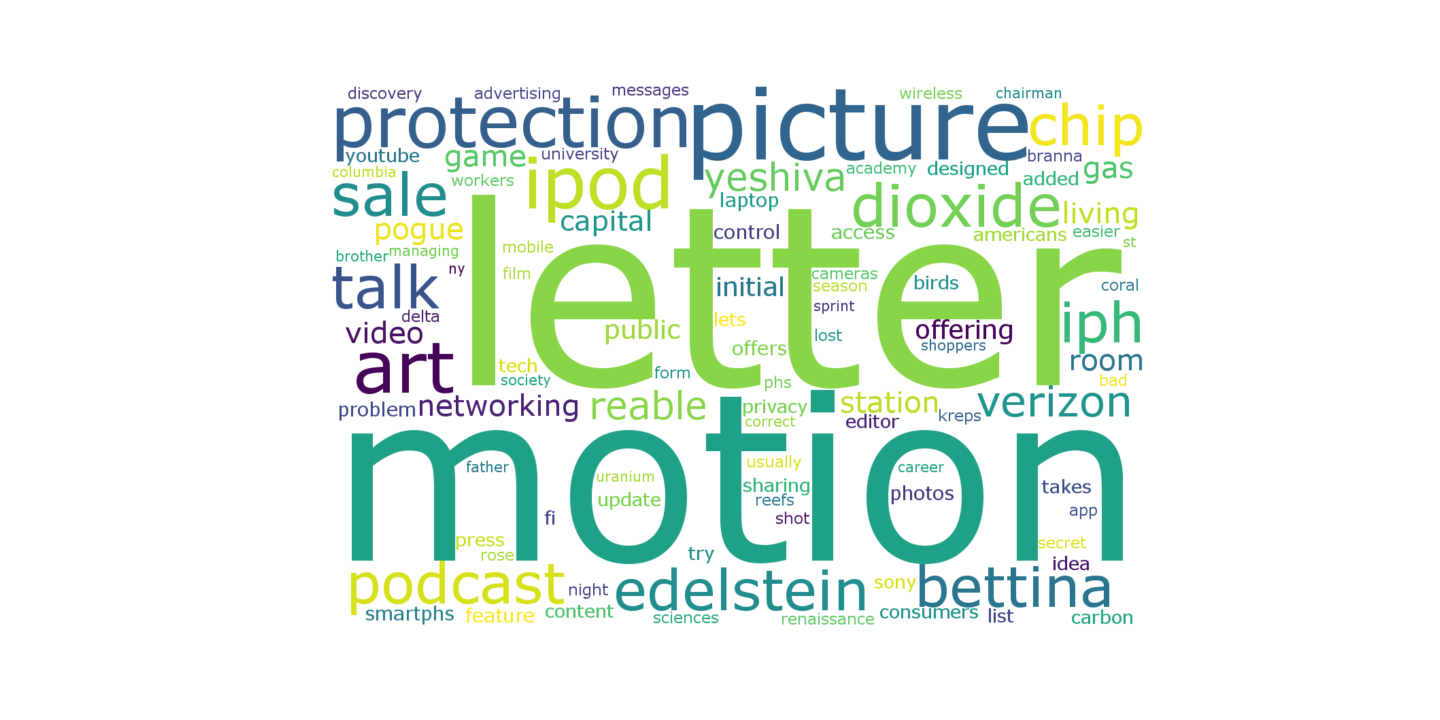 discovery advertising messages wireless chairman
protection picture chip
youtube game university branna
columbia workers ipod yeshiva academy designed added gas
sale laptop dioxide living
pogue capital control access americans easier st
brother managing mobile letter
talk ny film initial cameras season birds coral
delta sprint iph
video public lets lost offering
art offers shoppers room
tech society form phs bad
problem networking reable privacy station verizon
correct editor kreps
motion
father uranium usually career
update sharing reefs photos takes
fi shot app
press rose try secret idea
podcast night edelstein sony bettina
smartphs feature content sciences renaissance consumers list carbon